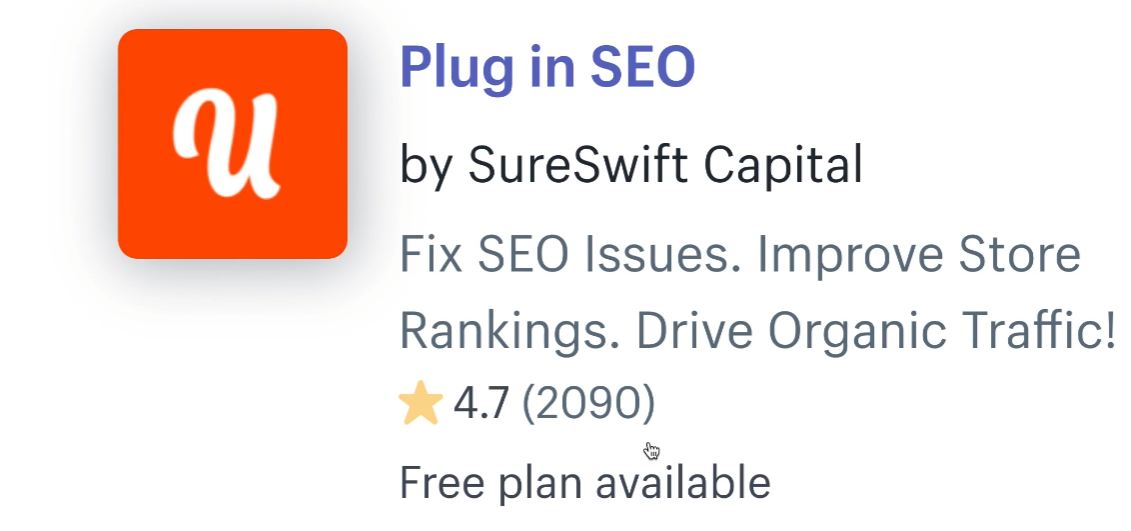 U
Plug in SEO
by SureSwift Capital
Fix SEO Issues. Improve Store
Rankings. Drive Organic Traffic!
4.7 (2090)
Free plan available